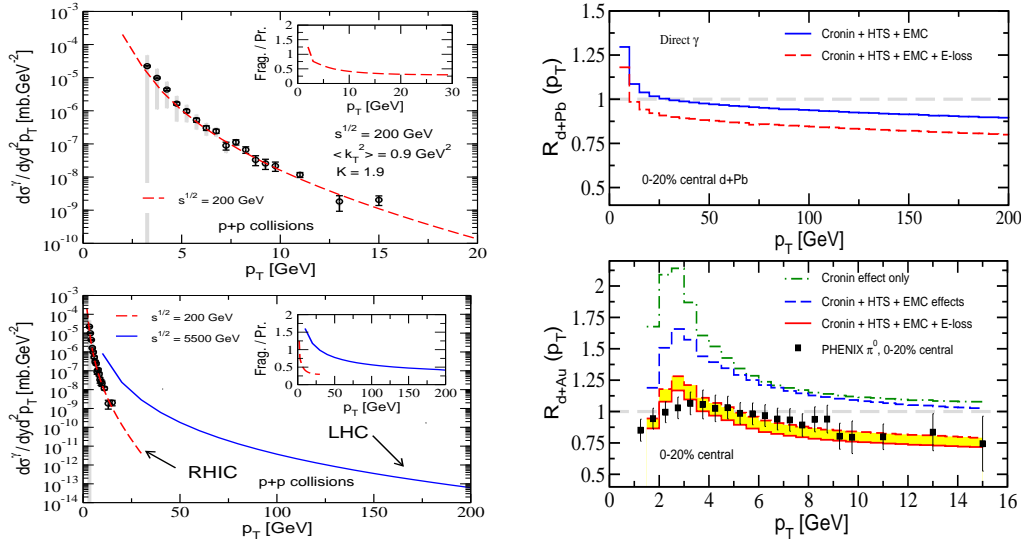 10^-3
10^-4
10^-5
10^-6
10^-7
10^-8
10^-9
10^-10
dσ^γ/dyd^2p_T [mb.GeV^-2]
0 5 10 15 20
p_T [GeV]
s^1/2 = 200 GeV
p+p collisions
s^1/2 = 200 GeV
<k_T^2> = 0.9 GeV^2
K = 1.9
2
1.5
1
0.5
0
Frag. / Pr.
0 10 20 30
p_T [GeV]
10^-3
10^-4
10^-5
10^-6
10^-7
10^-8
10^-9
10^-10
10^-11
10^-12
10^-13
10^-14
dσ^γ/dyd^2p_T [mb.GeV^-2]
0 50 100 150 200
p_T [GeV]
s^1/2 = 200 GeV
s^1/2 = 5500 GeV
RHIC
LHC
p+p collisions
2
1.5
1
0.5
0
Frag. / Pr.
0 50 100 150 200
p_T [GeV]
1.5
1.25
1
0.75
0.5
R_d+Pb (p_T)
Direct γ
Cronin + HTS + EMC
Cronin + HTS + EMC + E-loss
0-20% central d+Pb
0 50 100 150 200
p_T [GeV]
2
1.75
1.5
1.25
1
0.75
0.5
R_d+Au (p_T)
Cronin effect only
Cronin + HTS + EMC effects
Cronin + HTS + EMC + E-loss
PHENIX π^0, 0-20% central
0-20% central
0 2 4 6 8 10 12 14 16
p_T [GeV]